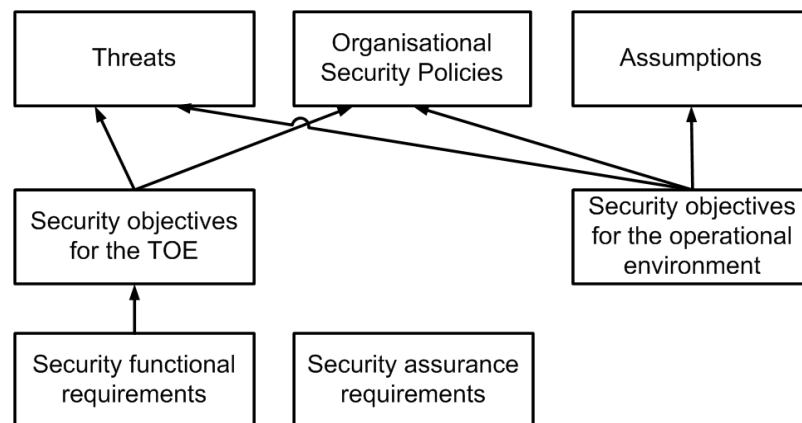 Threats
Organisational
Security Policies
Assumptions
Security objectives
for the TOE
Security objectives
for the operational
environment
Security functional
requirements
Security assurance
requirements